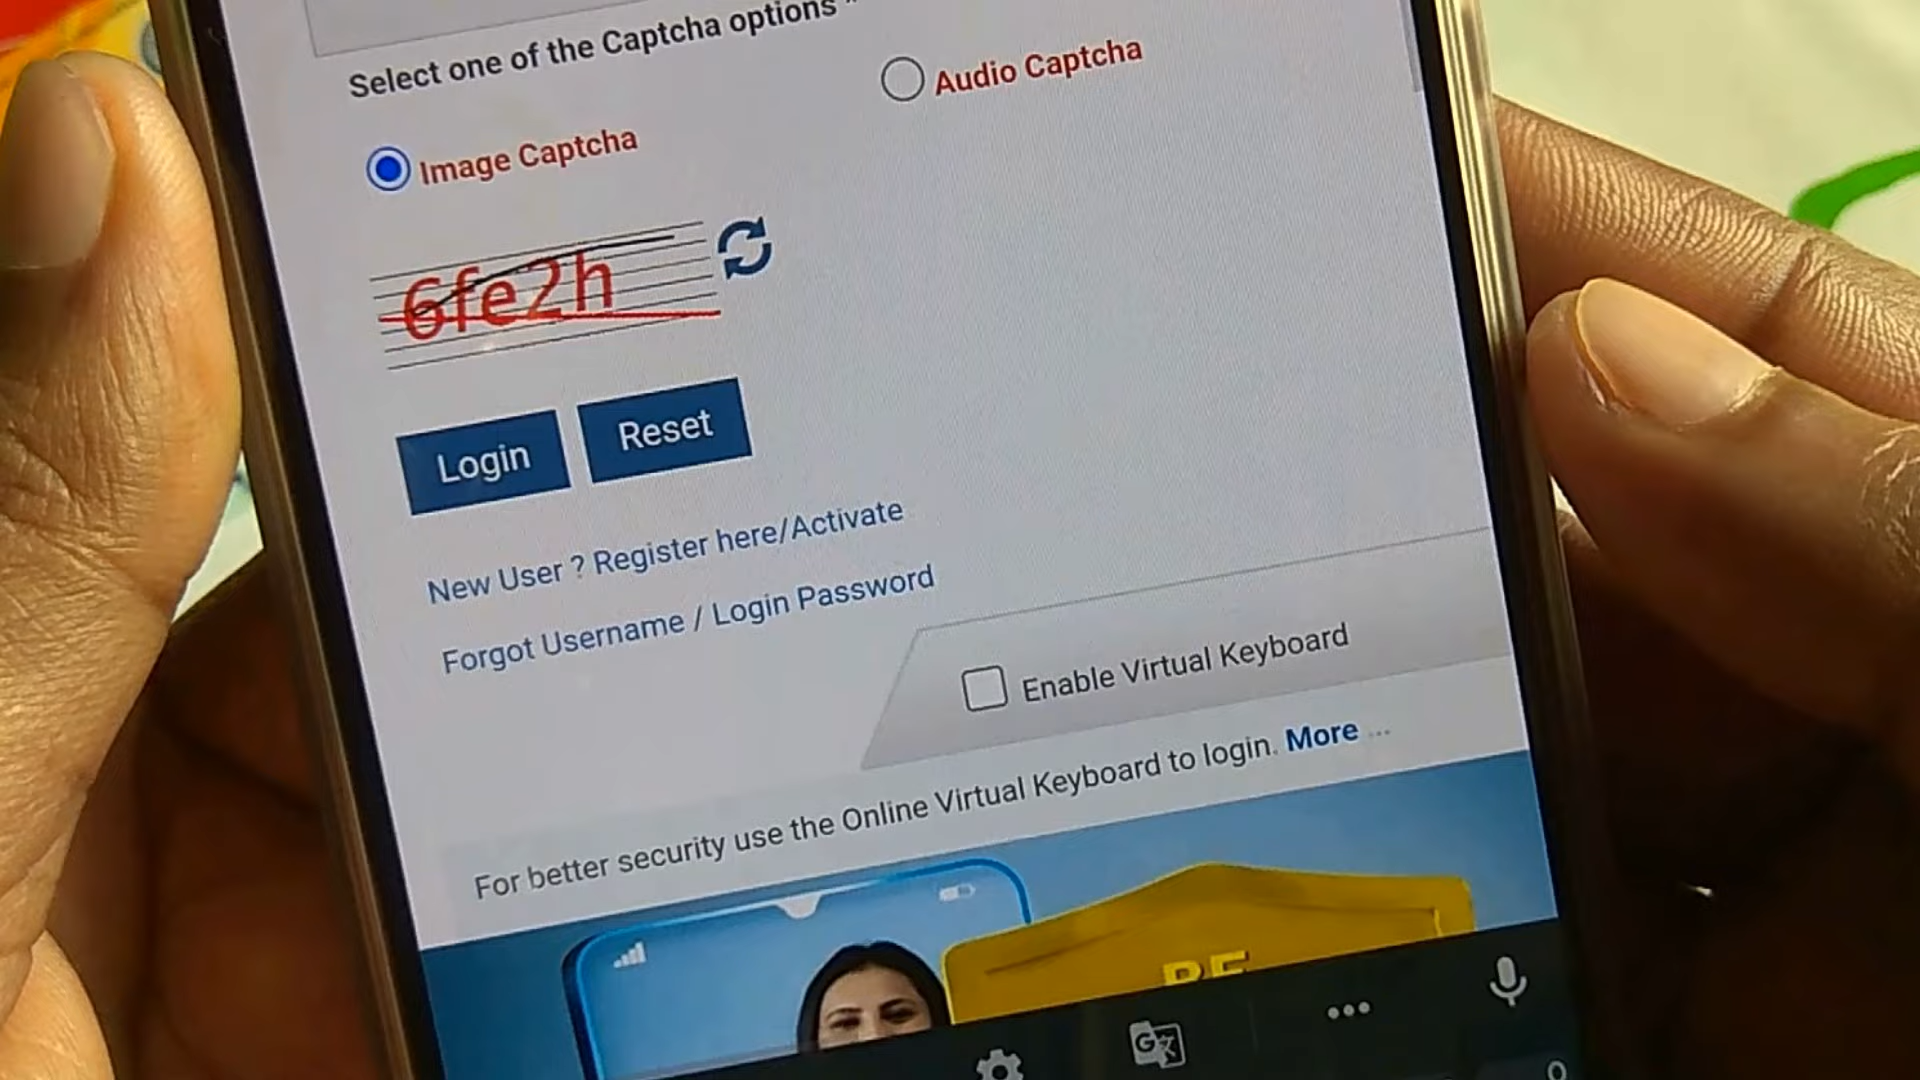 Select one of the Captcha options
Audio Captcha
Image Captcha
6fe2h
Login
Reset
New User ? Register here/Activate
Forgot Username / Login Password
Enable Virtual Keyboard
For better security use the Online Virtual Keyboard to login. More ...
BE